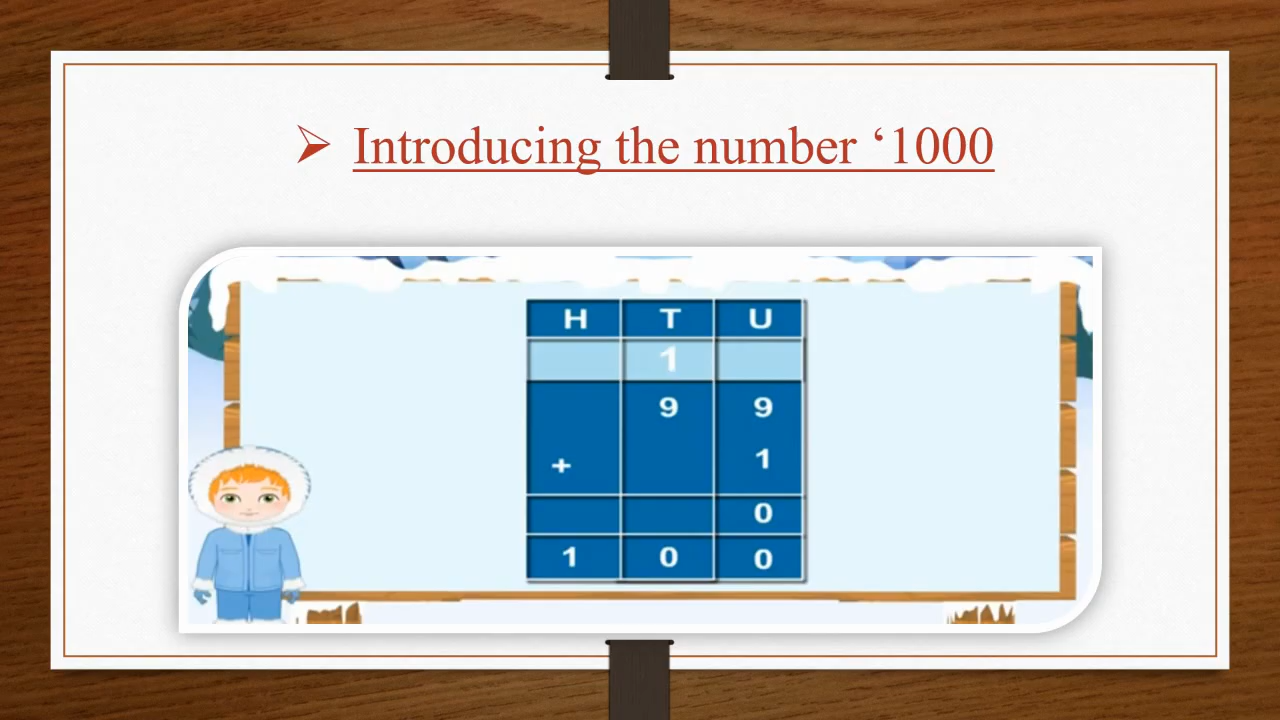 ➢ Introducing the number ‘1000
H T U
1
9 9
+ 1
0
1 0 0